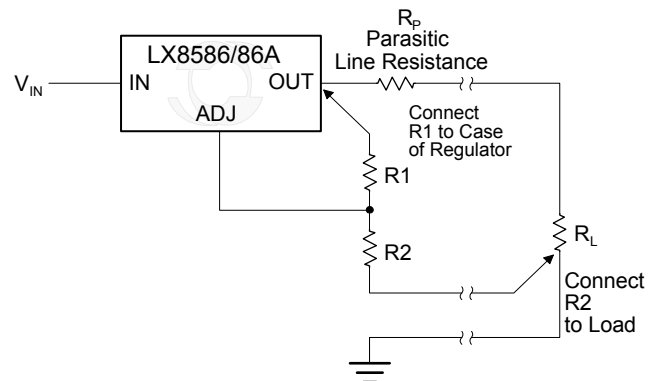 R_P
Parasitic
Line Resistance
LX8586/86A
V_IN
IN
OUT
ADJ
Connect
R1 to Case
of Regulator
R1
R2
R_L
Connect
R2
to Load